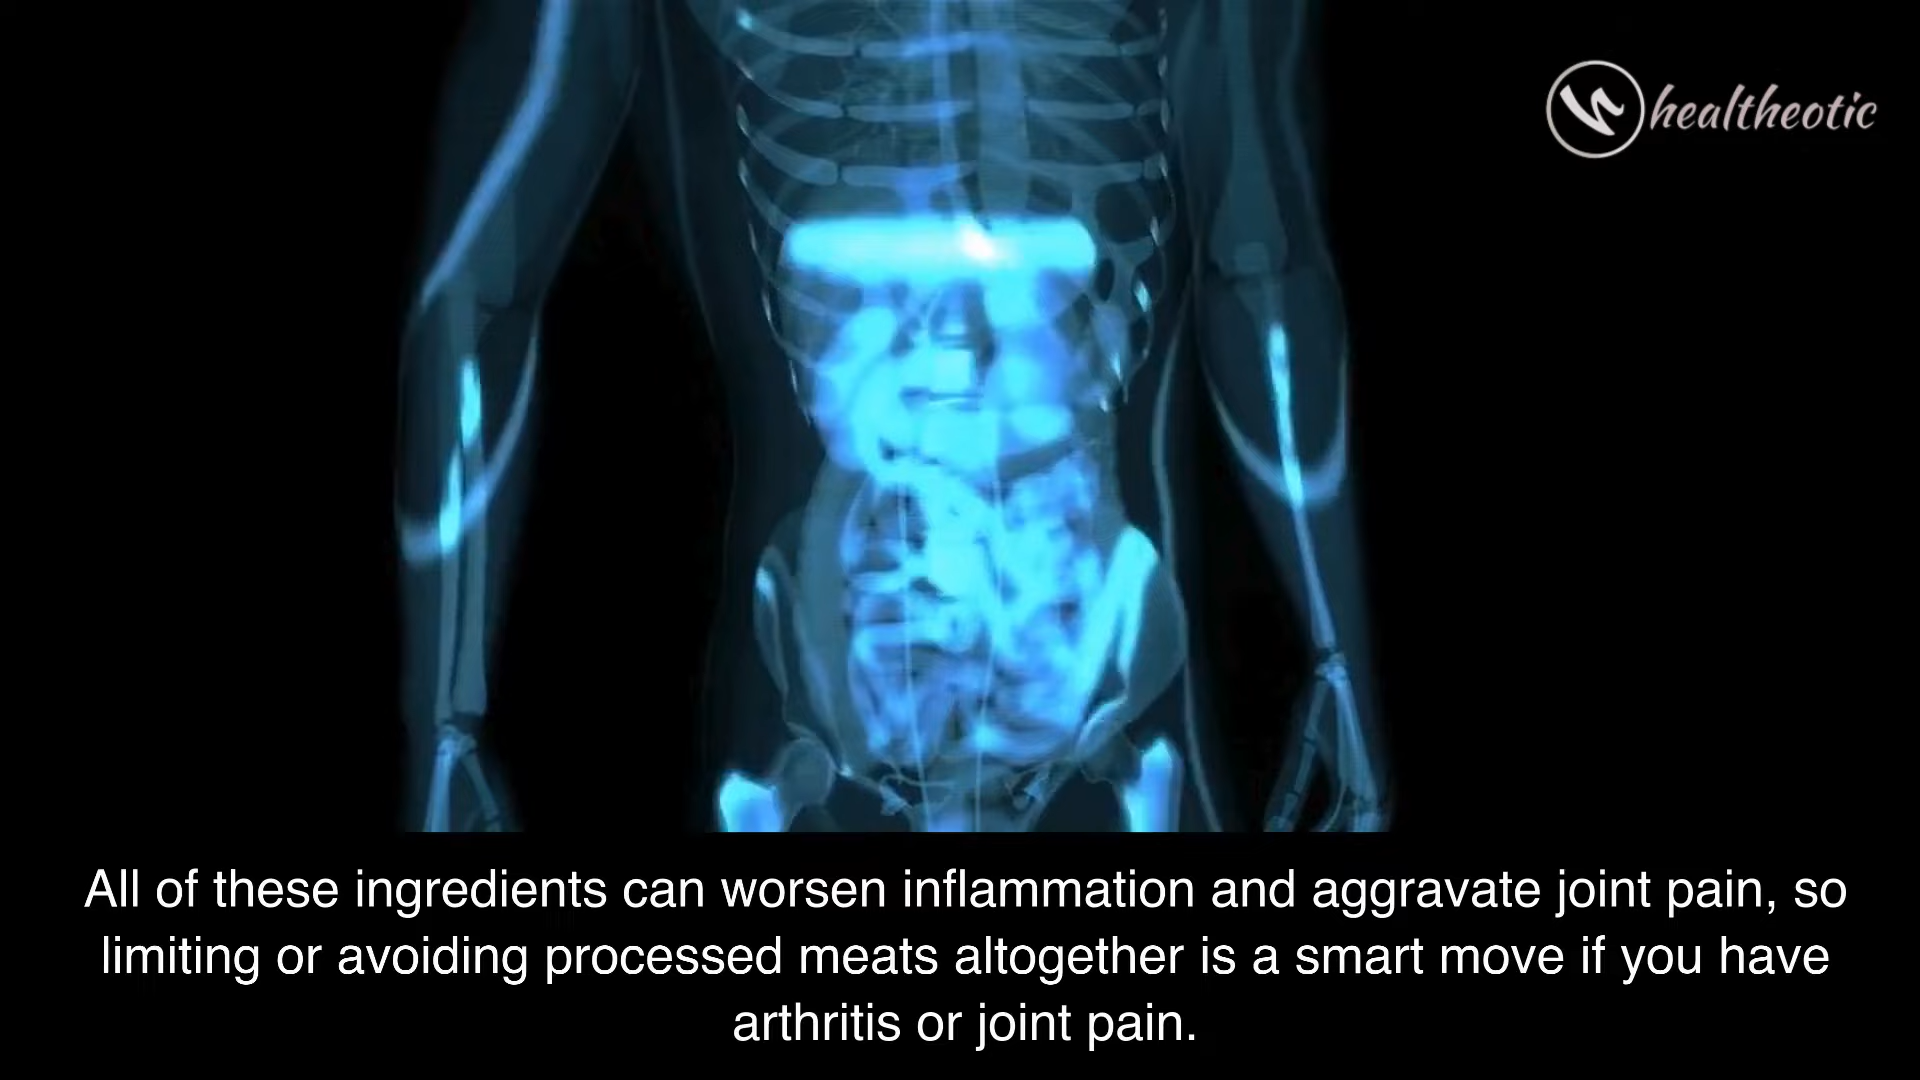 healtheotic
All of these ingredients can worsen inflammation and aggravate joint pain, so
limiting or avoiding processed meats altogether is a smart move if you have
arthritis or joint pain.